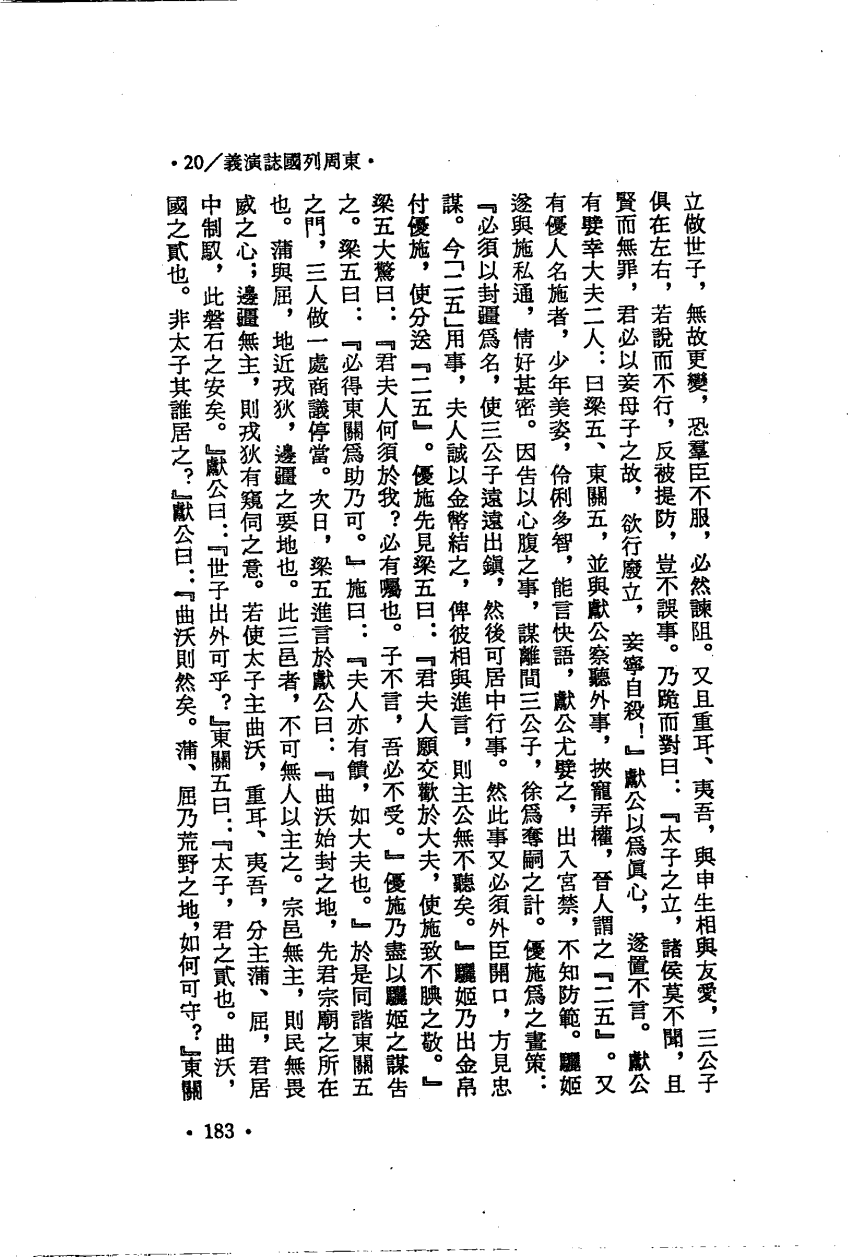 •東周列國誌演義/20•
立做世子，無故更變，恐羣臣不服，必然諫阻。又且重耳、夷吾，與申生相與友愛，三公子
俱在左右，若說而不行，反被提防，豈不誤事。乃跪而對曰：『太子之立，諸侯莫不聞，且
賢而無罪，君必以妾母子之故，欲行廢立，妾寧自殺！』獻公以爲眞心，遂置不言。獻公
有嬖幸大夫二人：曰梁五、東關五，並與獻公察聽外事，挾寵弄權，晉人謂之『二五』。又
有優人名施者，少年美姿，伶俐多智，能言快語，獻公尤嬖之，出入宮禁，不知防範。驪姬
遂與施私通，情好甚密。因告以心腹之事，謀離間三公子，徐爲奪嗣之計。優施爲之畫策：
『必須以封疆爲名，使三公子遠遠出鎭，然後可居中行事。然此事又必須外臣開口，方見忠
謀。今「二五」用事，夫人誠以金幣結之，俾彼相與進言，則主公無不聽矣。』驪姬乃出金帛
付優施，使分送『二五』。優施先見梁五曰：『君夫人願交歡於大夫，使施致不腆之敬。』
梁五大驚曰：『君夫人何須於我？必有囑也。子不言，吾必不受。』優施乃盡以驪姬之謀告
之。梁五曰：『必得東關爲助乃可。』施曰：『夫人亦有饋，如大夫也。』於是同諧東關五
之門，三人做一處商議停當。次日，梁五進言於獻公曰：『曲沃始封之地，先君宗廟之所在
也。蒲與屈，地近戎狄，邊疆之要地也。此三邑者，不可無人以主之。宗邑無主，則民無畏
威之心；邊疆無主，則戎狄有窺伺之意。若使太子主曲沃，重耳、夷吾，分主蒲、屈，君居
中制馭，此磐石之安矣。』獻公曰：『世子出外可乎？』東關五曰：『太子，君之貳也。曲沃，
國之貳也。非太子其誰居之？』獻公曰：『曲沃則然矣。蒲、屈乃荒野之地，如何可守？』東關
•183•